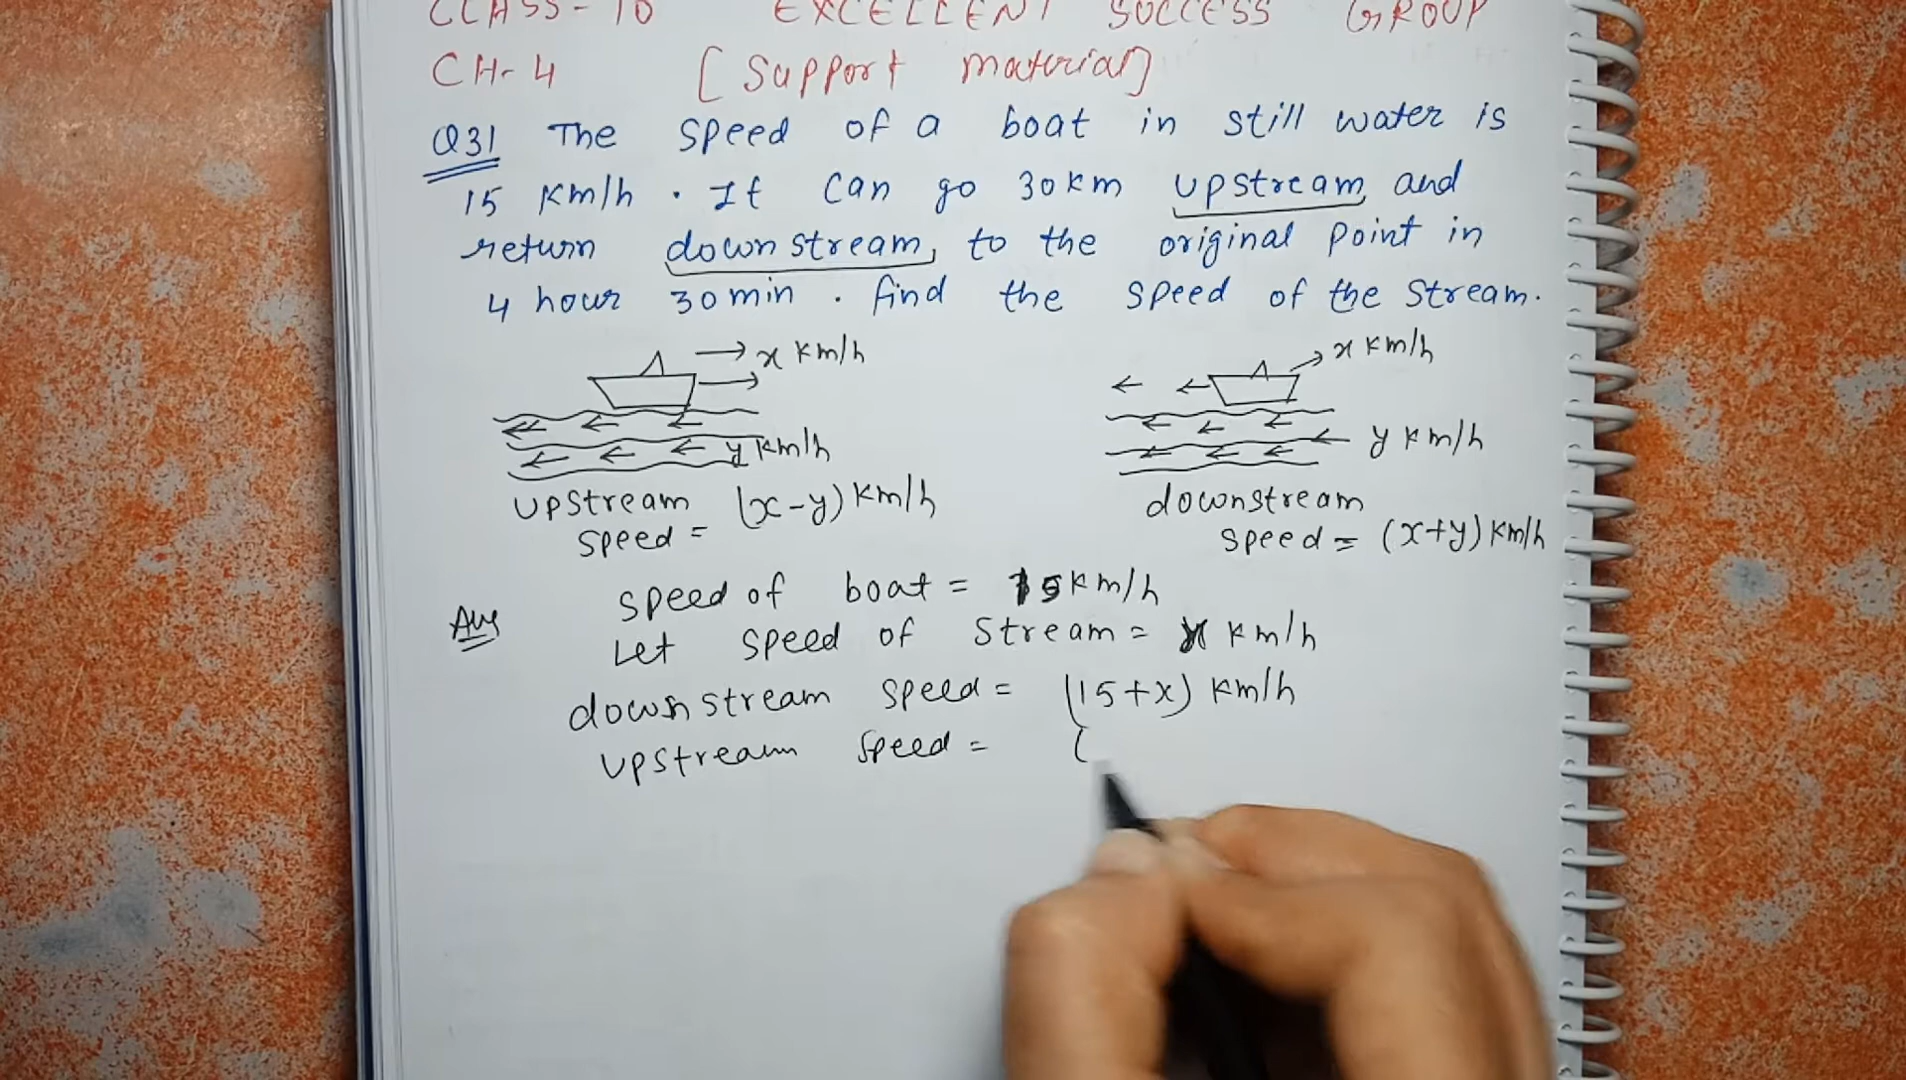 CLASS-10 EXCELLENT SUCCESS GROUP
CH-4 [Support material]
Q31 The speed of a boat in still water is
15 Km/h. It can go 30km upstream and
return downstream, to the original point in
4 hour 30 min. find the speed of the stream.
x km/h
x km/h
y km/h
y km/h
upstream speed = (x-y) km/h
downstream speed = (x+y) km/h
Ans
speed of boat = 15 km/h
Let speed of stream = x km/h
downstream speed = (15+x) km/h
upstream speed = (